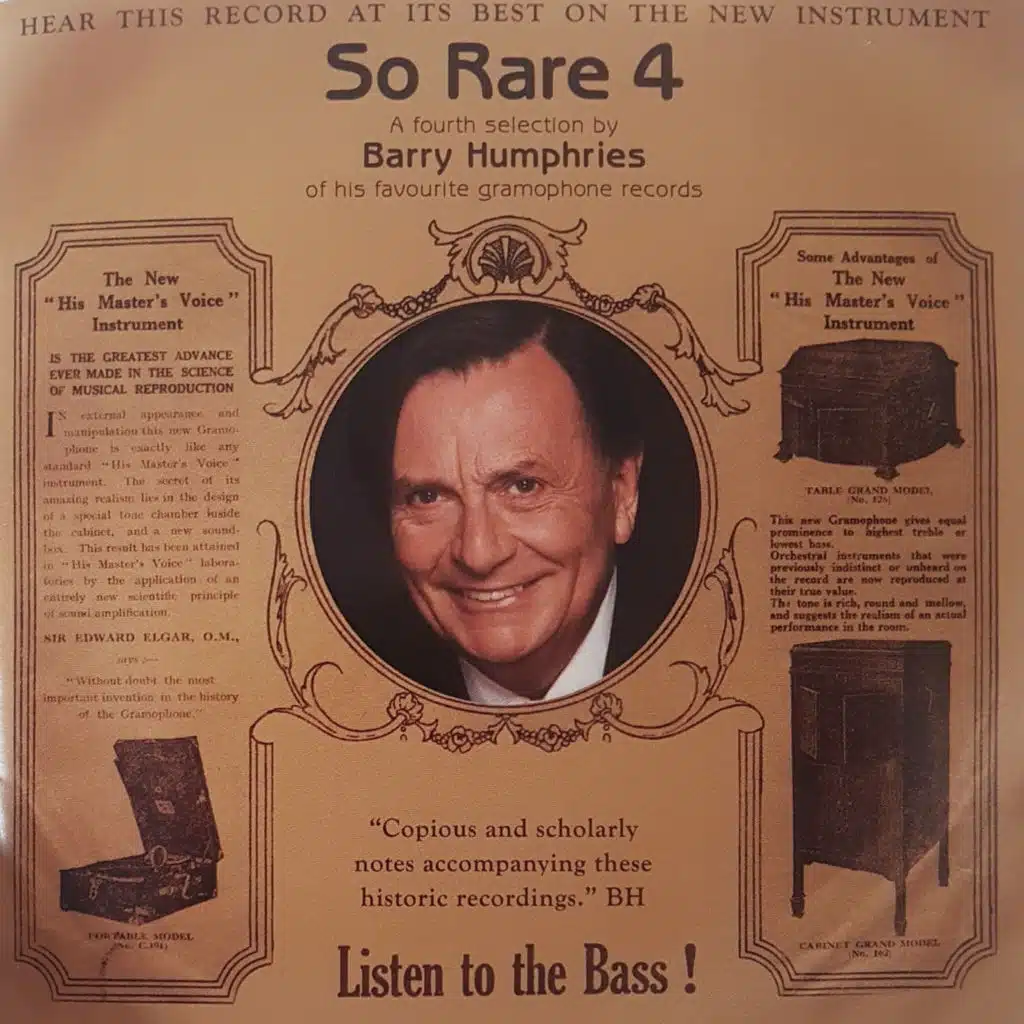 HEAR THIS RECORD AT ITS BEST ON THE NEW INSTRUMENT
So Rare 4
A fourth selection by
Barry Humphries
of his favourite gramophone records
The New
"His Master's Voice"
Instrument
IS THE GREATEST ADVANCE
EVER MADE IN THE SCIENCE
OF MUSICAL REPRODUCTION
IN external appearance and
manipulation this new Gramo-
phone is exactly like any
standard "His Master's Voice"
instrument. The secret of its
amazing realism lies in the design
of a special tone chamber inside
the cabinet, and a new sound-
box. This result has been attained
in "His Master's Voice" labora-
tories by the application of an
entirely new scientific principle
of sound amplification.
SIR EDWARD ELGAR, O.M.,
says :—
"Without doubt the most
important invention in the history
of the Gramophone."
PORTABLE MODEL
Some Advantages of
The New
"His Master's Voice"
Instrument
TABLE GRAND MODEL,
This new Gramophone gives equal
prominence to highest treble or
lowest bass.
Orchestral instruments that were
previously indistinct or unheard on
the record are now reproduced at
their true value.
The tone is rich, round and mellow,
and suggests the realism of an actual
performance in the room.
CABINET GRAND MODEL
"Copious and scholarly
notes accompanying these
historic recordings." BH
Listen to the Bass !